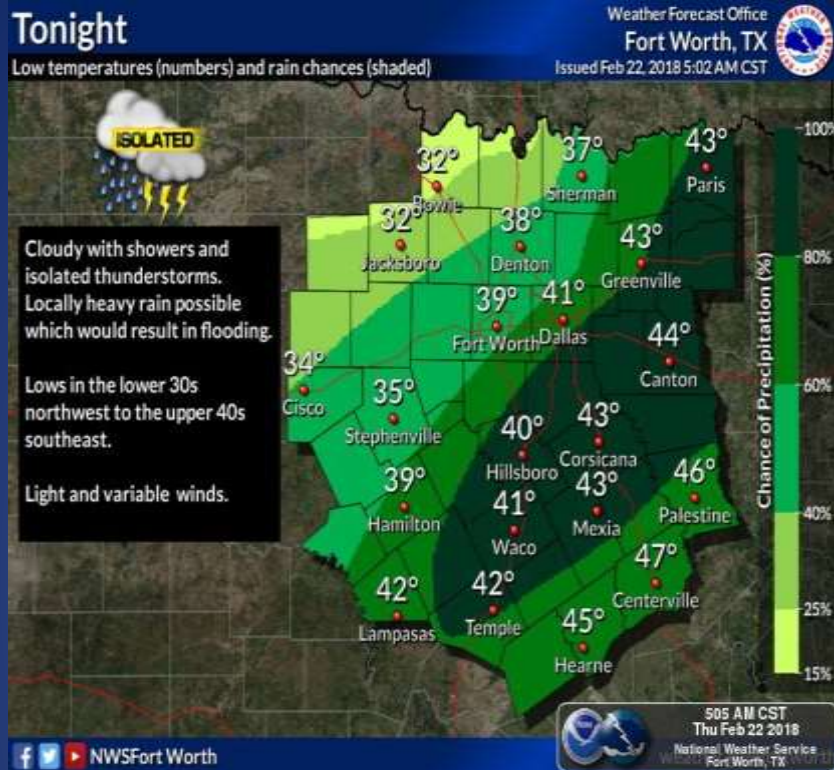 Tonight
Weather Forecast Office
Fort Worth, TX
Issued Feb 22, 2018 5:02 AM CST
Low temperatures (numbers) and rain chances (shaded)
ISOLATED
Cloudy with showers and
isolated thunderstorms.
Locally heavy rain possible
which would result in flooding.
Lows in the lower 30s
northwest to the upper 40s
southeast.
Light and variable winds.
32°
Bowie
37°
Sherman
43°
Paris
32°
Jacksboro
38°
Denton
43°
Greenville
39°
Fort Worth
41°
Dallas
44°
Canton
34°
Cisco
35°
Stephenville
40°
Hillsboro
43°
Corsicana
39°
Hamilton
41°
Waco
43°
Mexia
46°
Palestine
42°
Lampasas
42°
Temple
47°
Centerville
45°
Hearne
Chance of Precipitation (%)
100%
80%
60%
40%
25%
15%
NWSFort Worth
505 AM CST
Thu Feb 22 2018
National Weather Service
Fort Worth, TX